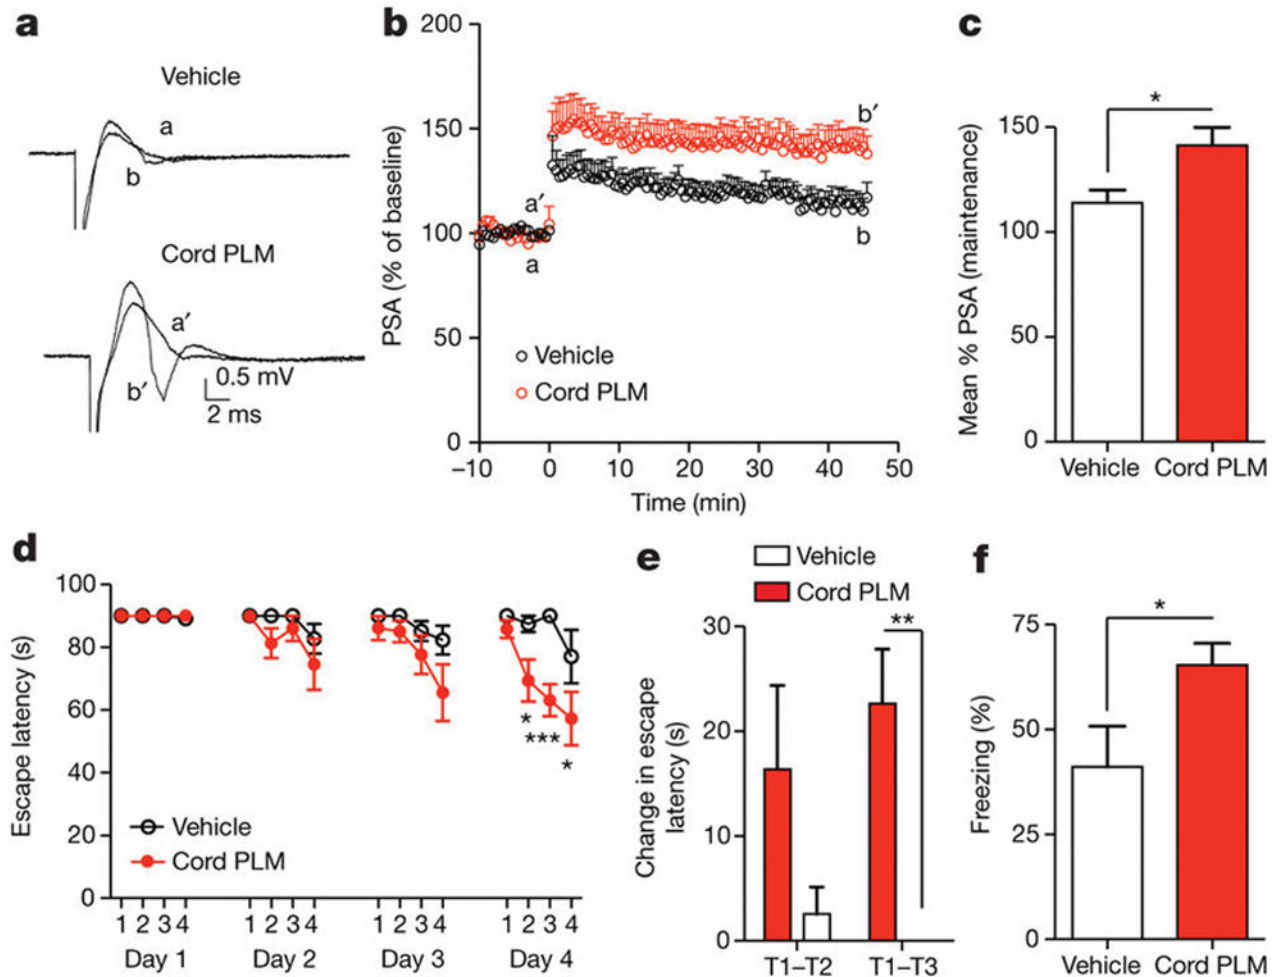 a
Vehicle
a
b
Cord PLM
a′
b′
0.5 mV
2 ms
b
200
150
100
50
0
PSA (% of baseline)
b′
a′
a
b
Vehicle
Cord PLM
–10 0 10 20 30 40 50
Time (min)
c
*
150
100
50
0
Mean % PSA (maintenance)
Vehicle Cord PLM
d
100
80
60
40
20
0
Escape latency (s)
*
***
*
Vehicle
Cord PLM
1 2 3 4 1 2 3 4 1 2 3 4 1 2 3 4
Day 1 Day 2 Day 3 Day 4
e
Vehicle
Cord PLM
**
30
20
10
0
Change in escape
latency (s)
T1–T2 T1–T3
f
*
75
50
25
0
Freezing (%)
Vehicle Cord PLM